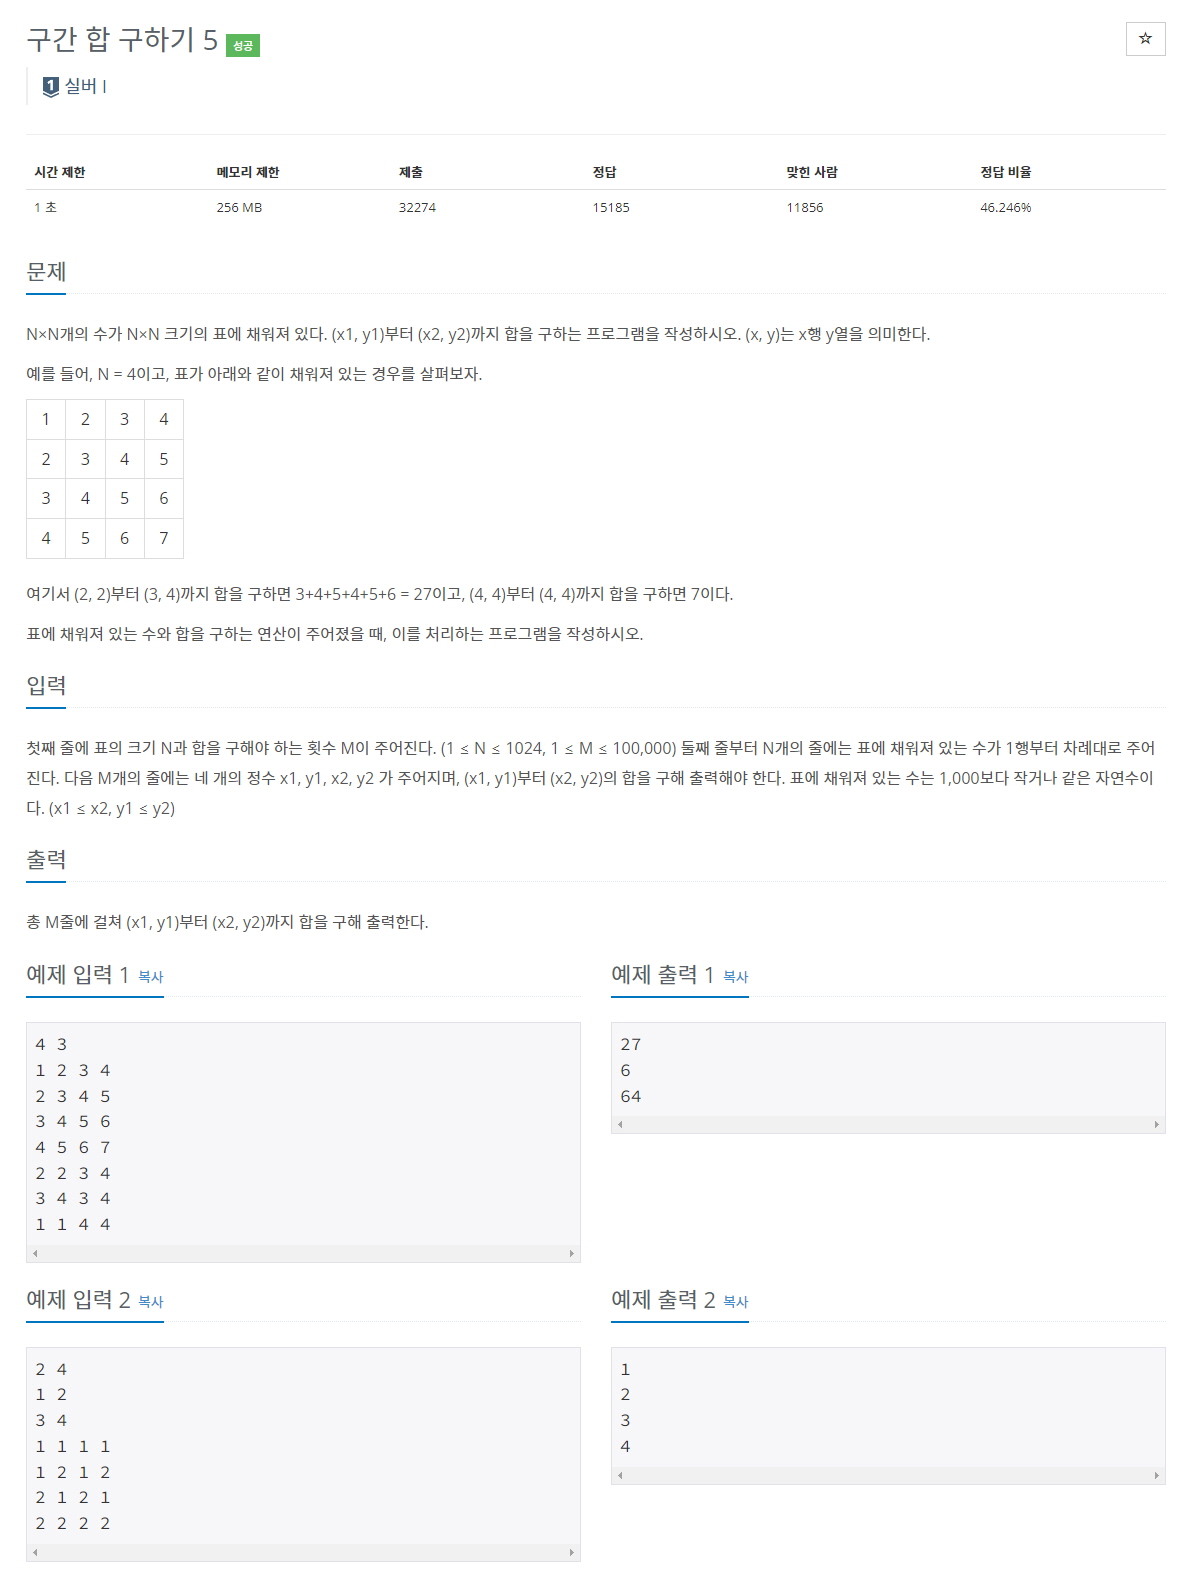 구간 합 구하기 5 성공
☆
1 실버 I
시간 제한 메모리 제한 제출 정답 맞힌 사람 정답 비율
1 초 256 MB 32274 15185 11856 46.246%
문제
N×N개의 수가 N×N 크기의 표에 채워져 있다. (x1, y1)부터 (x2, y2)까지 합을 구하는 프로그램을 작성하시오. (x, y)는 x행 y열을 의미한다.
예를 들어, N = 4이고, 표가 아래와 같이 채워져 있는 경우를 살펴보자.
1 2 3 4
2 3 4 5
3 4 5 6
4 5 6 7
여기서 (2, 2)부터 (3, 4)까지 합을 구하면 3+4+5+4+5+6 = 27이고, (4, 4)부터 (4, 4)까지 합을 구하면 7이다.
표에 채워져 있는 수와 합을 구하는 연산이 주어졌을 때, 이를 처리하는 프로그램을 작성하시오.
입력
첫째 줄에 표의 크기 N과 합을 구해야 하는 횟수 M이 주어진다. (1 ≤ N ≤ 1024, 1 ≤ M ≤ 100,000) 둘째 줄부터 N개의 줄에는 표에 채워져 있는 수가 1행부터 차례대로 주어
진다. 다음 M개의 줄에는 네 개의 정수 x1, y1, x2, y2 가 주어지며, (x1, y1)부터 (x2, y2)의 합을 구해 출력해야 한다. 표에 채워져 있는 수는 1,000보다 작거나 같은 자연수이
다. (x1 ≤ x2, y1 ≤ y2)
출력
총 M줄에 걸쳐 (x1, y1)부터 (x2, y2)까지 합을 구해 출력한다.
예제 입력 1 복사
4 3
1 2 3 4
2 3 4 5
3 4 5 6
4 5 6 7
2 2 3 4
3 4 3 4
1 1 4 4
예제 출력 1 복사
27
6
64
예제 입력 2 복사
2 4
1 2
3 4
1 1 1 1
1 2 1 2
2 1 2 1
2 2 2 2
예제 출력 2 복사
1
2
3
4